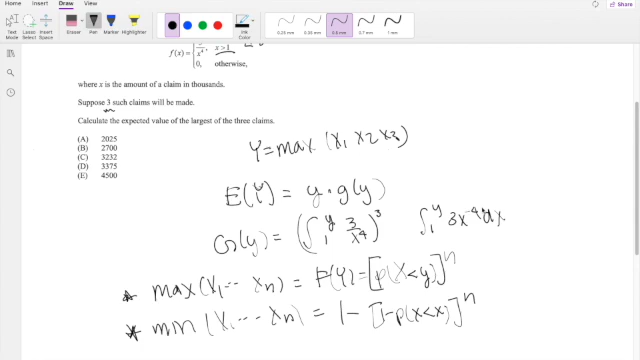 Home Insert Draw View
Text Mode Lasso Select Insert Space Eraser Pen Marker Highlighter Color
0.25 mm 0.35 mm 0.5 mm 0.7 mm 1 mm
f(x) = { 3/x⁴, x>1
0, otherwise,
where x is the amount of a claim in thousands.
Suppose 3 such claims will be made.
Calculate the expected value of the largest of the three claims.
(A) 2025
(B) 2700
(C) 3232
(D) 3375
(E) 4500
Y = max (X1 X2 X3)
E(Y) = y · g(y)
G(y) = (∫₁^y 3/x⁴)³ ∫₁^y 3x⁻⁴ dx
* max(X1 ... Xn) = F(Y) = [p(X<y)]^n
* min (X1 ... Xn) = 1 - [1-p(X<x)]^n